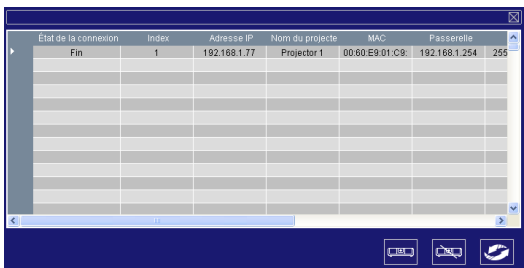 État de la connexion Index Adresse IP Nom du projecte MAC Passerelle
Fin 1 192.168.1.77 Projector 1 00:60:E9:01:C9: 192.168.1.254 255